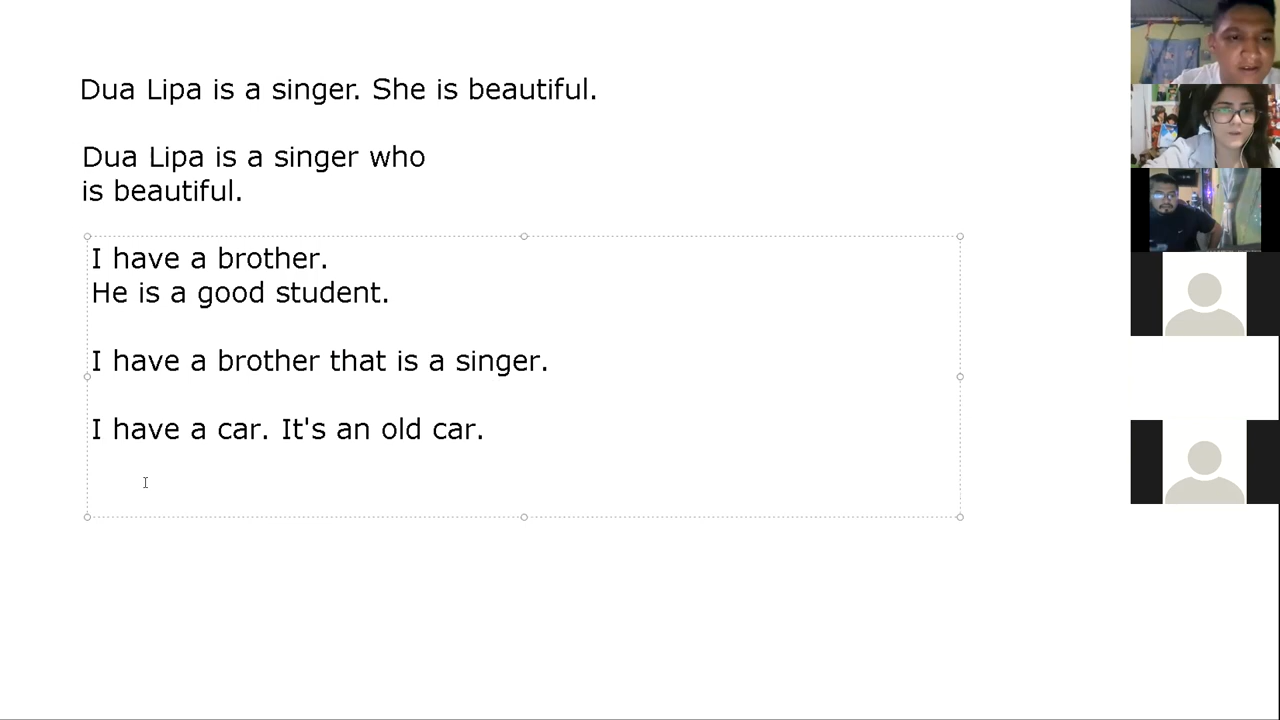 Dua Lipa is a singer. She is beautiful.
Dua Lipa is a singer who
is beautiful.
I have a brother.
He is a good student.
I have a brother that is a singer.
I have a car. It's an old car.